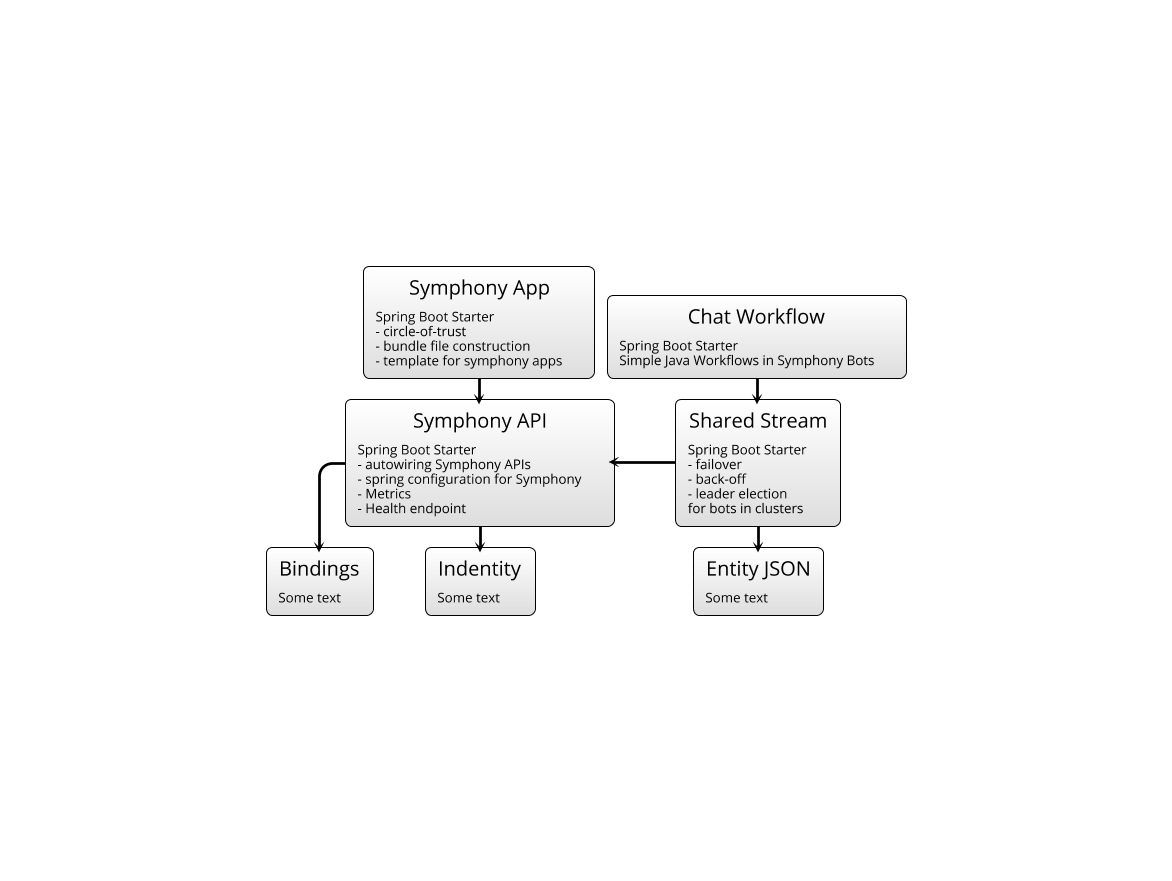 Symphony App
Spring Boot Starter
- circle-of-trust
- bundle file construction
- template for symphony apps
Chat Workflow
Spring Boot Starter
Simple Java Workflows in Symphony Bots
Symphony API
Spring Boot Starter
- autowiring Symphony APIs
- spring configuration for Symphony
- Metrics
- Health endpoint
Shared Stream
Spring Boot Starter
- failover
- back-off
- leader election
for bots in clusters
Bindings
Some text
Indentity
Some text
Entity JSON
Some text